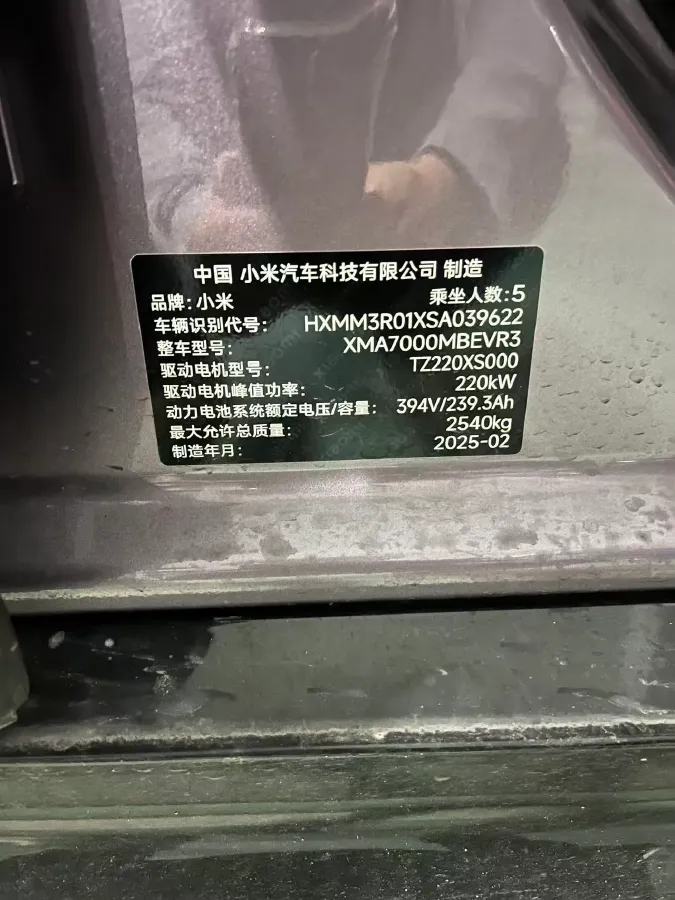 中国 小米汽车科技有限公司 制造
品牌: 小米 乘坐人数: 5
车辆识别代号: HXMM3R01XSA039622
整车型号: XMA7000MBEVR3
驱动电机型号: TZ220XS000
驱动电机峰值功率: 220kW
动力电池系统额定电压/容量: 394V/239.3Ah
最大允许总质量: 2540kg
制造年月: 2025-02